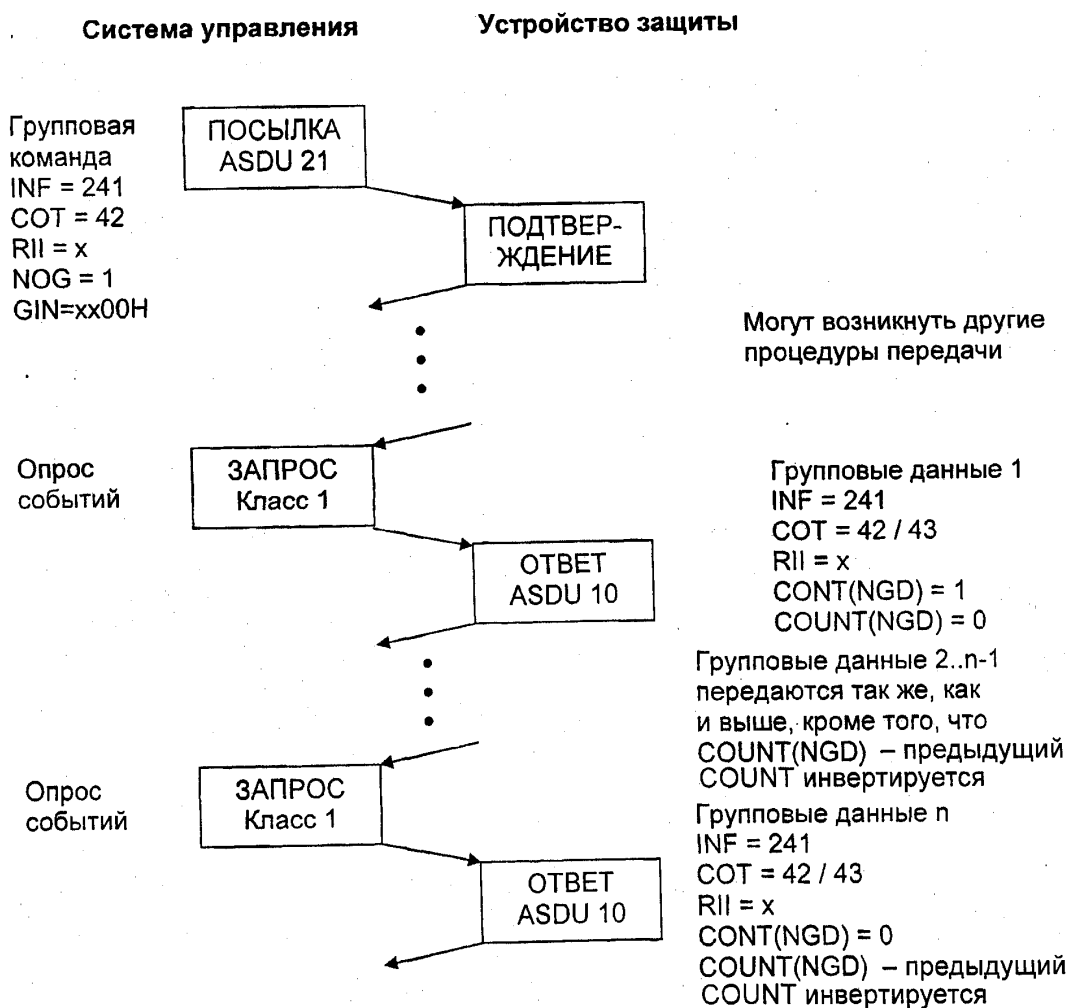 Система управления
Устройство защиты
Групповая
команда
INF = 241
COT = 42
RII = x
NOG = 1
GIN=xx00H
ПОСЫЛКА
ASDU 21
ПОДТВЕР-
ЖДЕНИЕ
Могут возникнуть другие
процедуры передачи
Опрос
событий
ЗАПРОС
Класс 1
ОТВЕТ
ASDU 10
Групповые данные 1
INF = 241
COT = 42 / 43
RII = x
CONT(NGD) = 1
COUNT(NGD) = 0
Групповые данные 2..n-1
передаются так же, как
и выше, кроме того, что
COUNT(NGD) – предыдущий
COUNT инвертируется
Опрос
событий
ЗАПРОС
Класс 1
ОТВЕТ
ASDU 10
Групповые данные n
INF = 241
COT = 42 / 43
RII = x
CONT(NGD) = 0
COUNT(NGD) – предыдущий
COUNT инвертируется